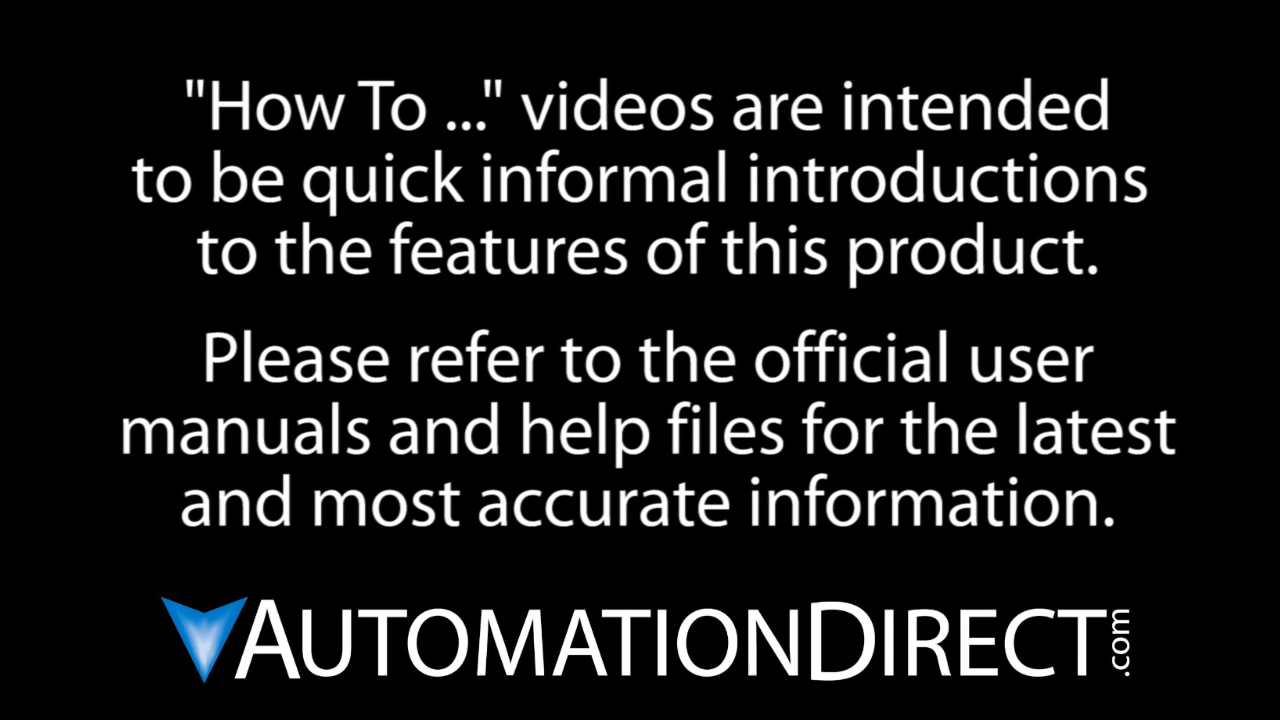 "How To ..." videos are intended
to be quick informal introductions
to the features of this product.
Please refer to the official user
manuals and help files for the latest
and most accurate information.
AUTOMATIONDIRECT.com